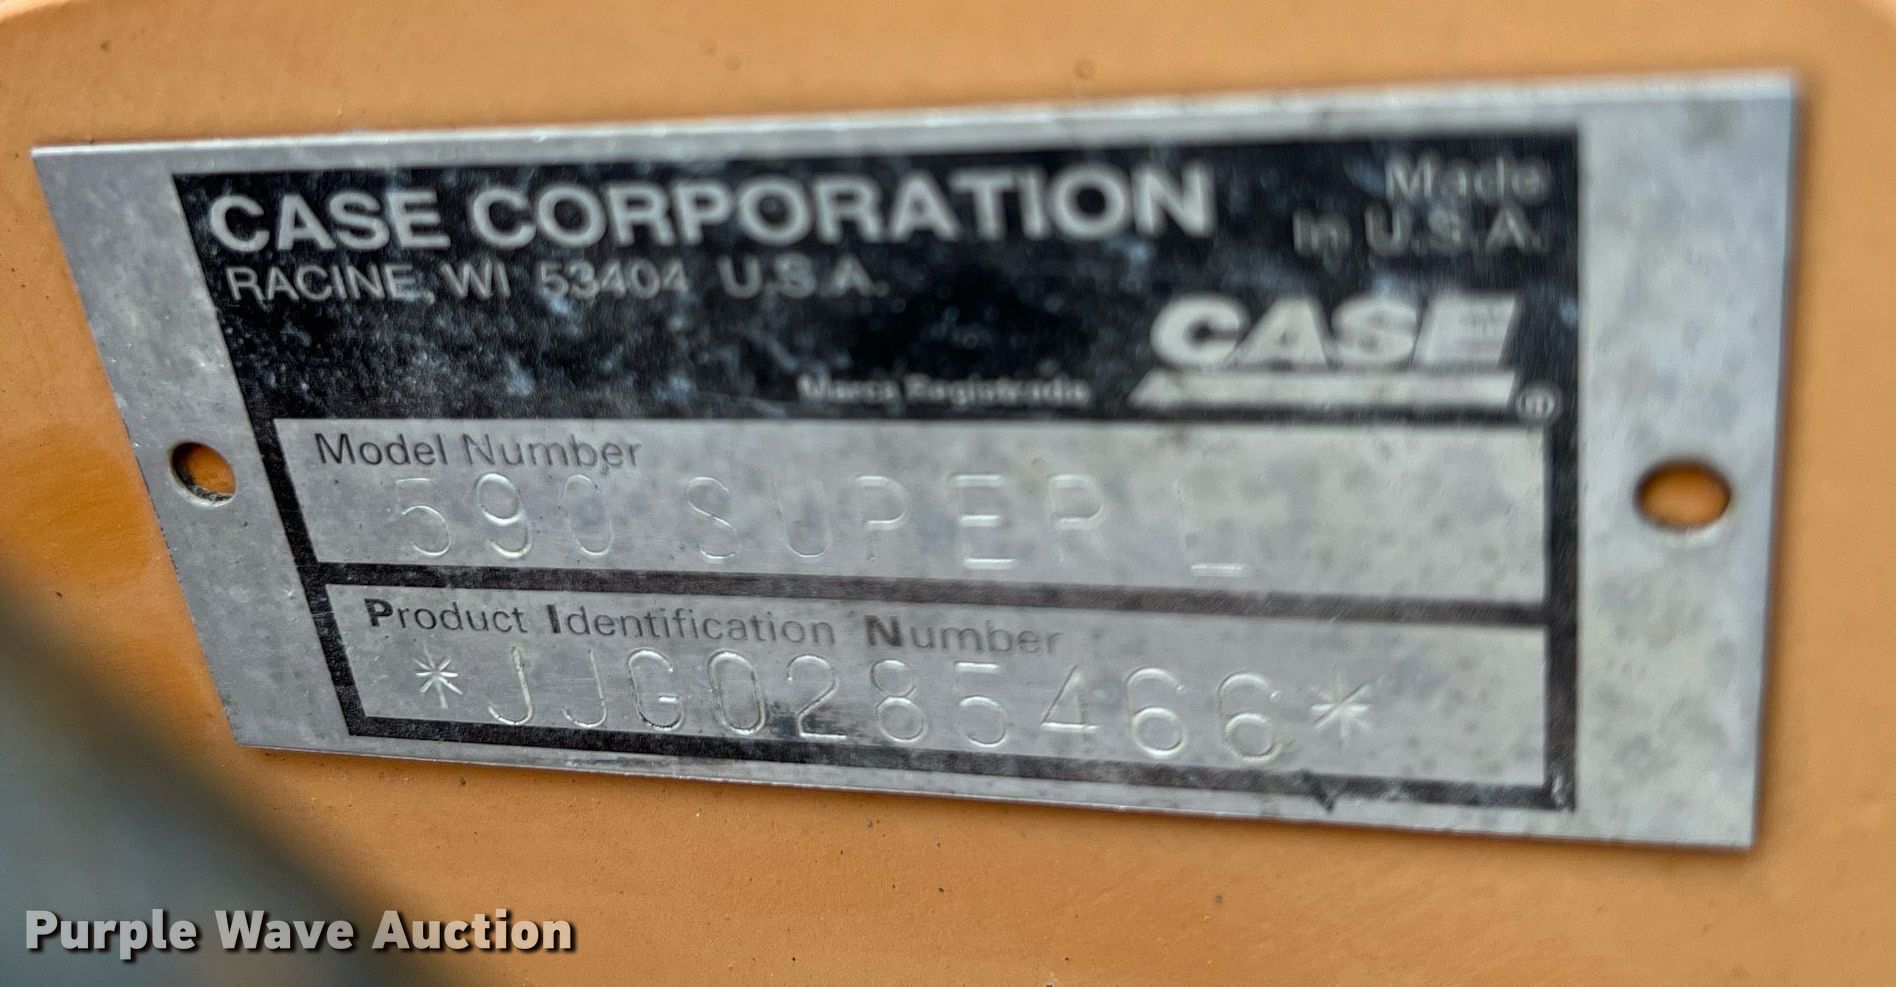 CASE CORPORATION
RACINE, WI 53404 U.S.A.
Made
in U.S.A.
CASE
Marca Registrada
®
Model Number
590 SUPER L
Product Identification Number
*JJG0285466*
Purple Wave Auction